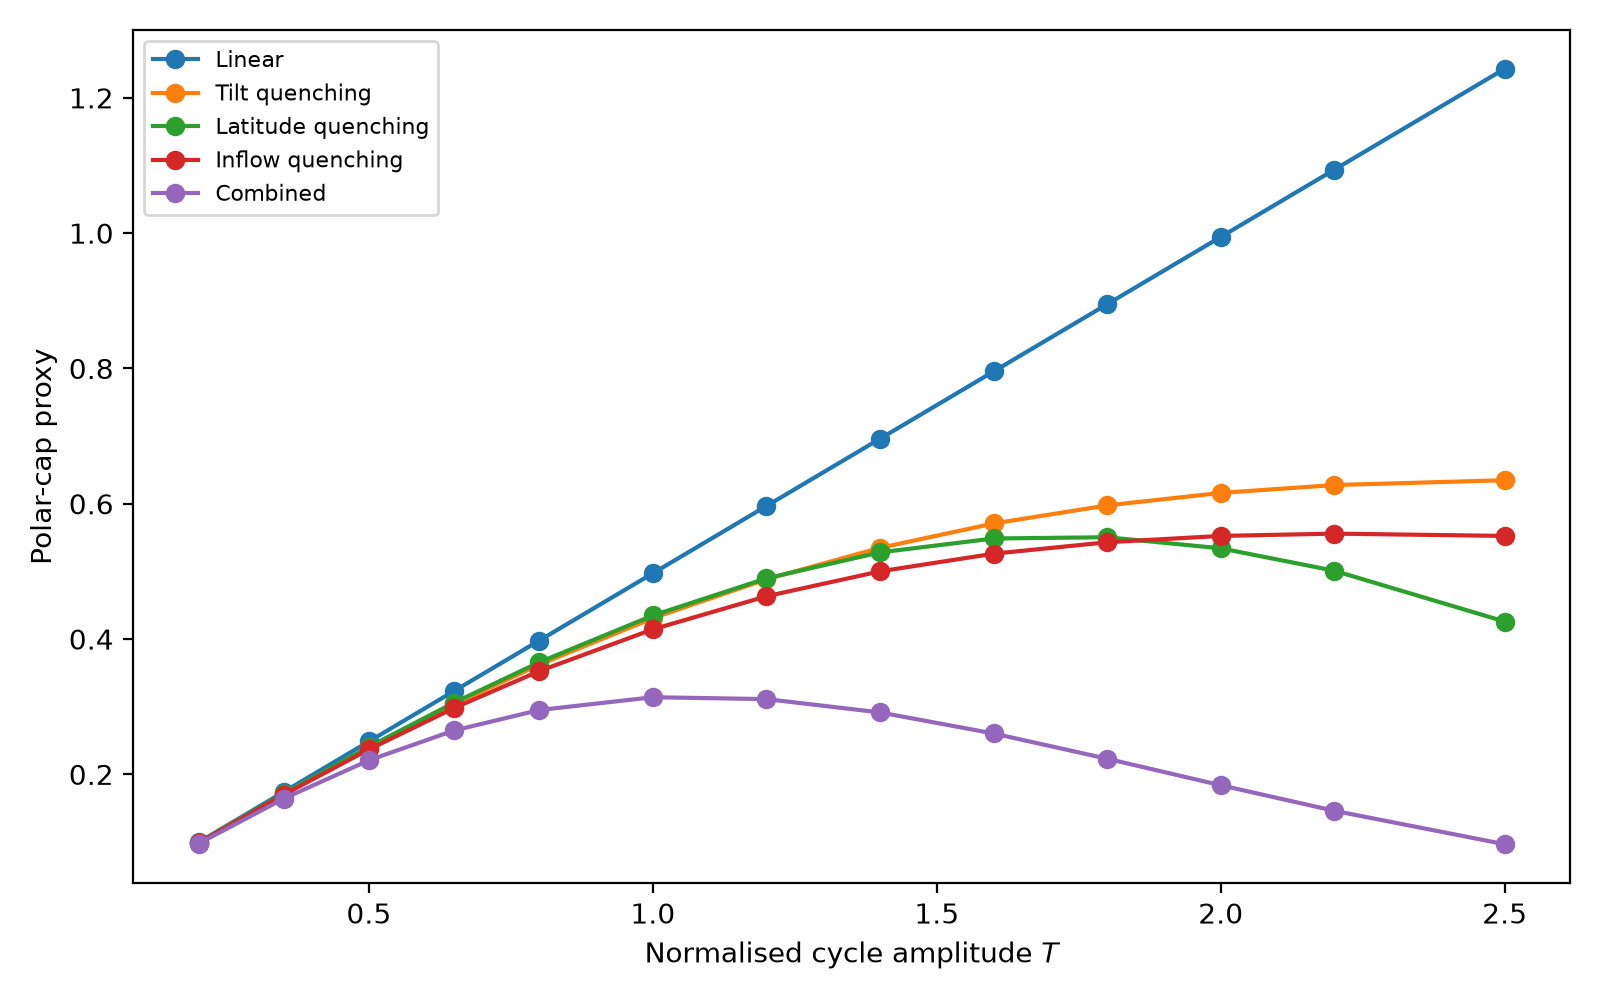 Linear
Tilt quenching
Latitude quenching
Inflow quenching
Combined
Polar-cap proxy
1.2
1.0
0.8
0.6
0.4
0.2
0.5 1.0 1.5 2.0 2.5
Normalised cycle amplitude T